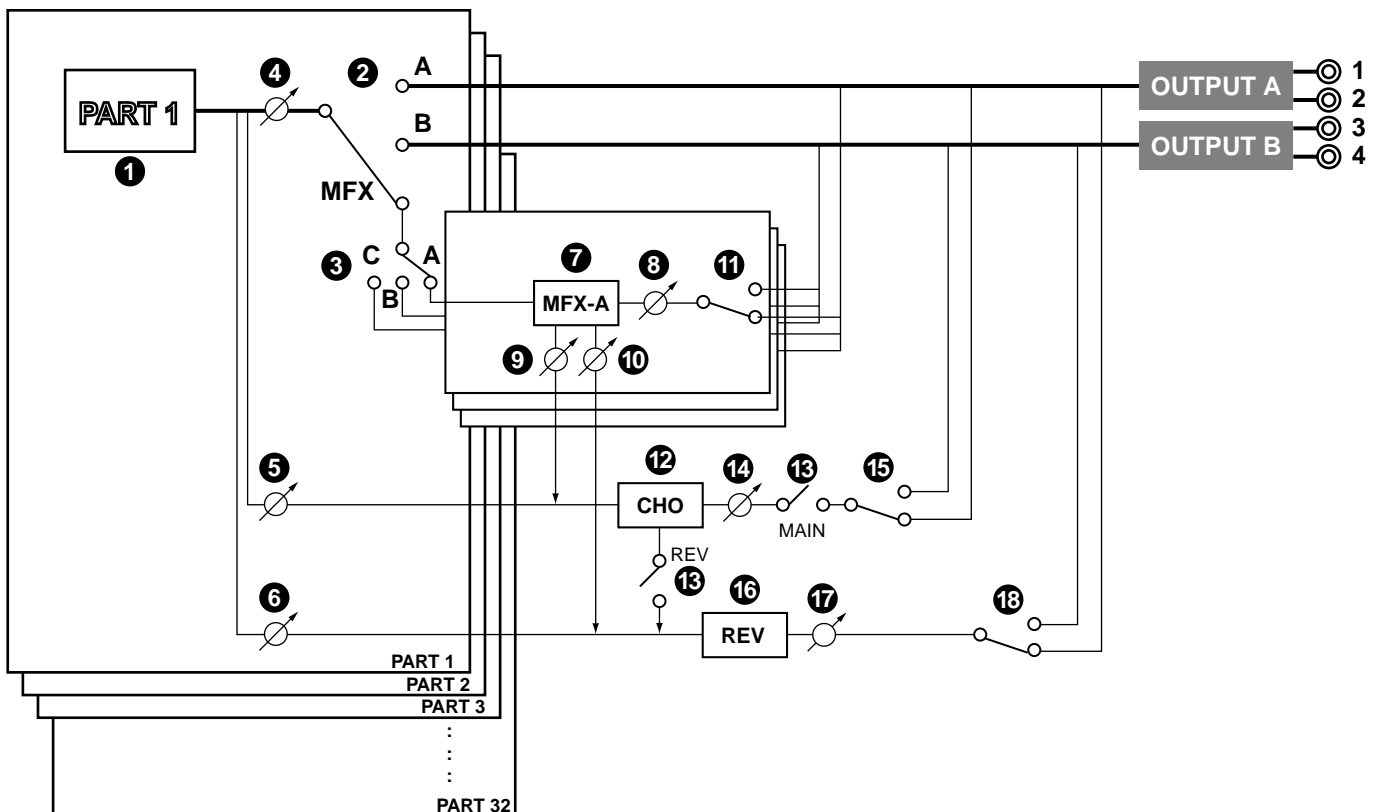 4
2
A
OUTPUT A
1
2
PART 1
B
OUTPUT B
3
4
1
MFX
3
C
A
B
7
8
11
MFX-A
9
10
5
12
14
13
15
CHO
MAIN
REV
13
6
16
17
18
REV
PART 1
PART 2
PART 3
PART 32